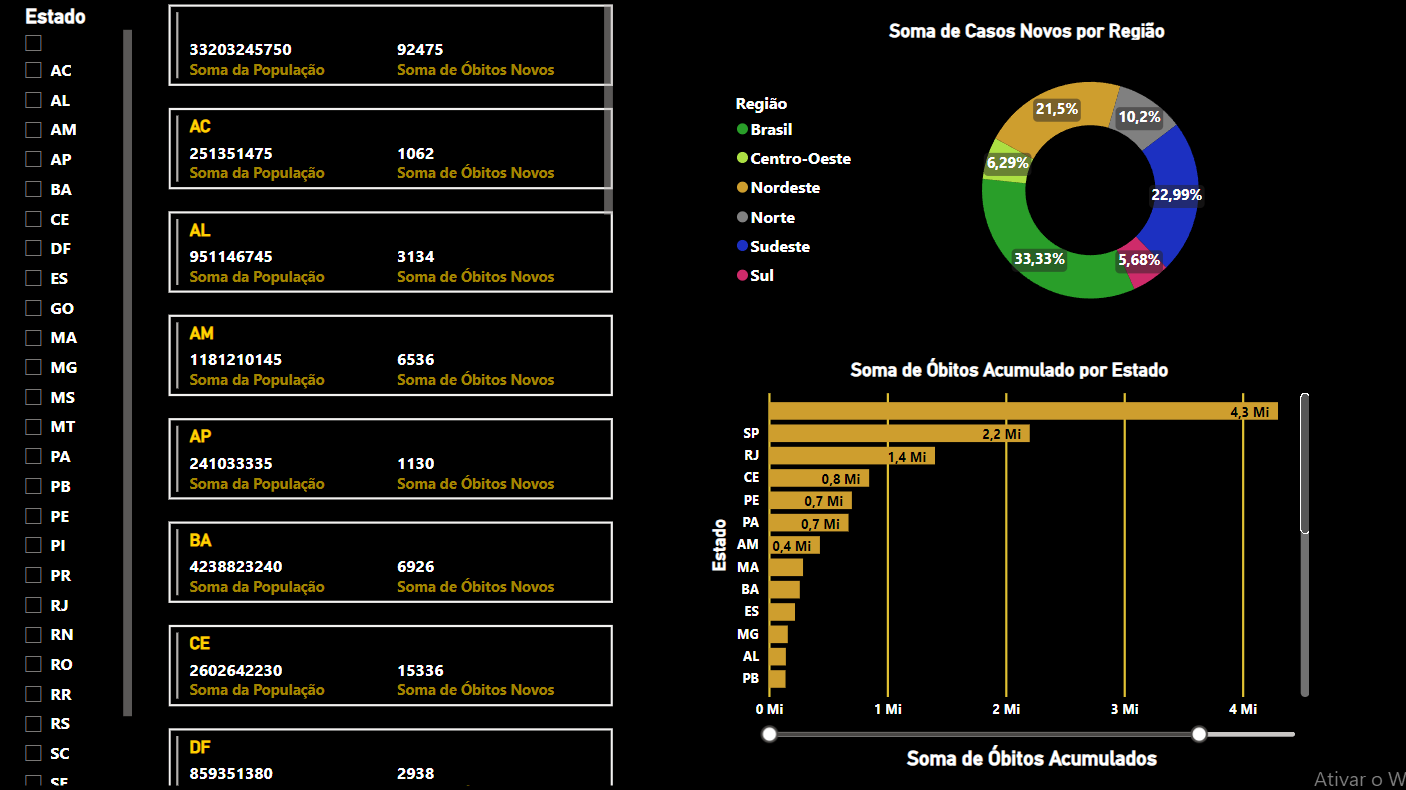 Estado
AC
AL
AM
AP
BA
CE
DF
ES
GO
MA
MG
MS
MT
PA
PB
PE
PI
PR
RJ
RN
RO
RR
RS
SC
SE
33203245750 92475
Soma da População Soma de Óbitos Novos
AC
251351475 1062
Soma da População Soma de Óbitos Novos
AL
951146745 3134
Soma da População Soma de Óbitos Novos
AM
1181210145 6536
Soma da População Soma de Óbitos Novos
AP
241033335 1130
Soma da População Soma de Óbitos Novos
BA
4238823240 6926
Soma da População Soma de Óbitos Novos
CE
2602642230 15336
Soma da População Soma de Óbitos Novos
DF
859351380 2938
Soma de Casos Novos por Região
Região
Brasil
Centro-Oeste
Nordeste
Norte
Sudeste
Sul
21,5%
10,2%
6,29%
22,99%
33,33%
5,68%
Soma de Óbitos Acumulado por Estado
Estado
4,3 Mi
SP 2,2 Mi
RJ 1,4 Mi
CE 0,8 Mi
PE 0,7 Mi
PA 0,7 Mi
AM 0,4 Mi
MA
BA
ES
MG
AL
PB
0 Mi 1 Mi 2 Mi 3 Mi 4 Mi
Soma de Óbitos Acumulados
Ativar o W